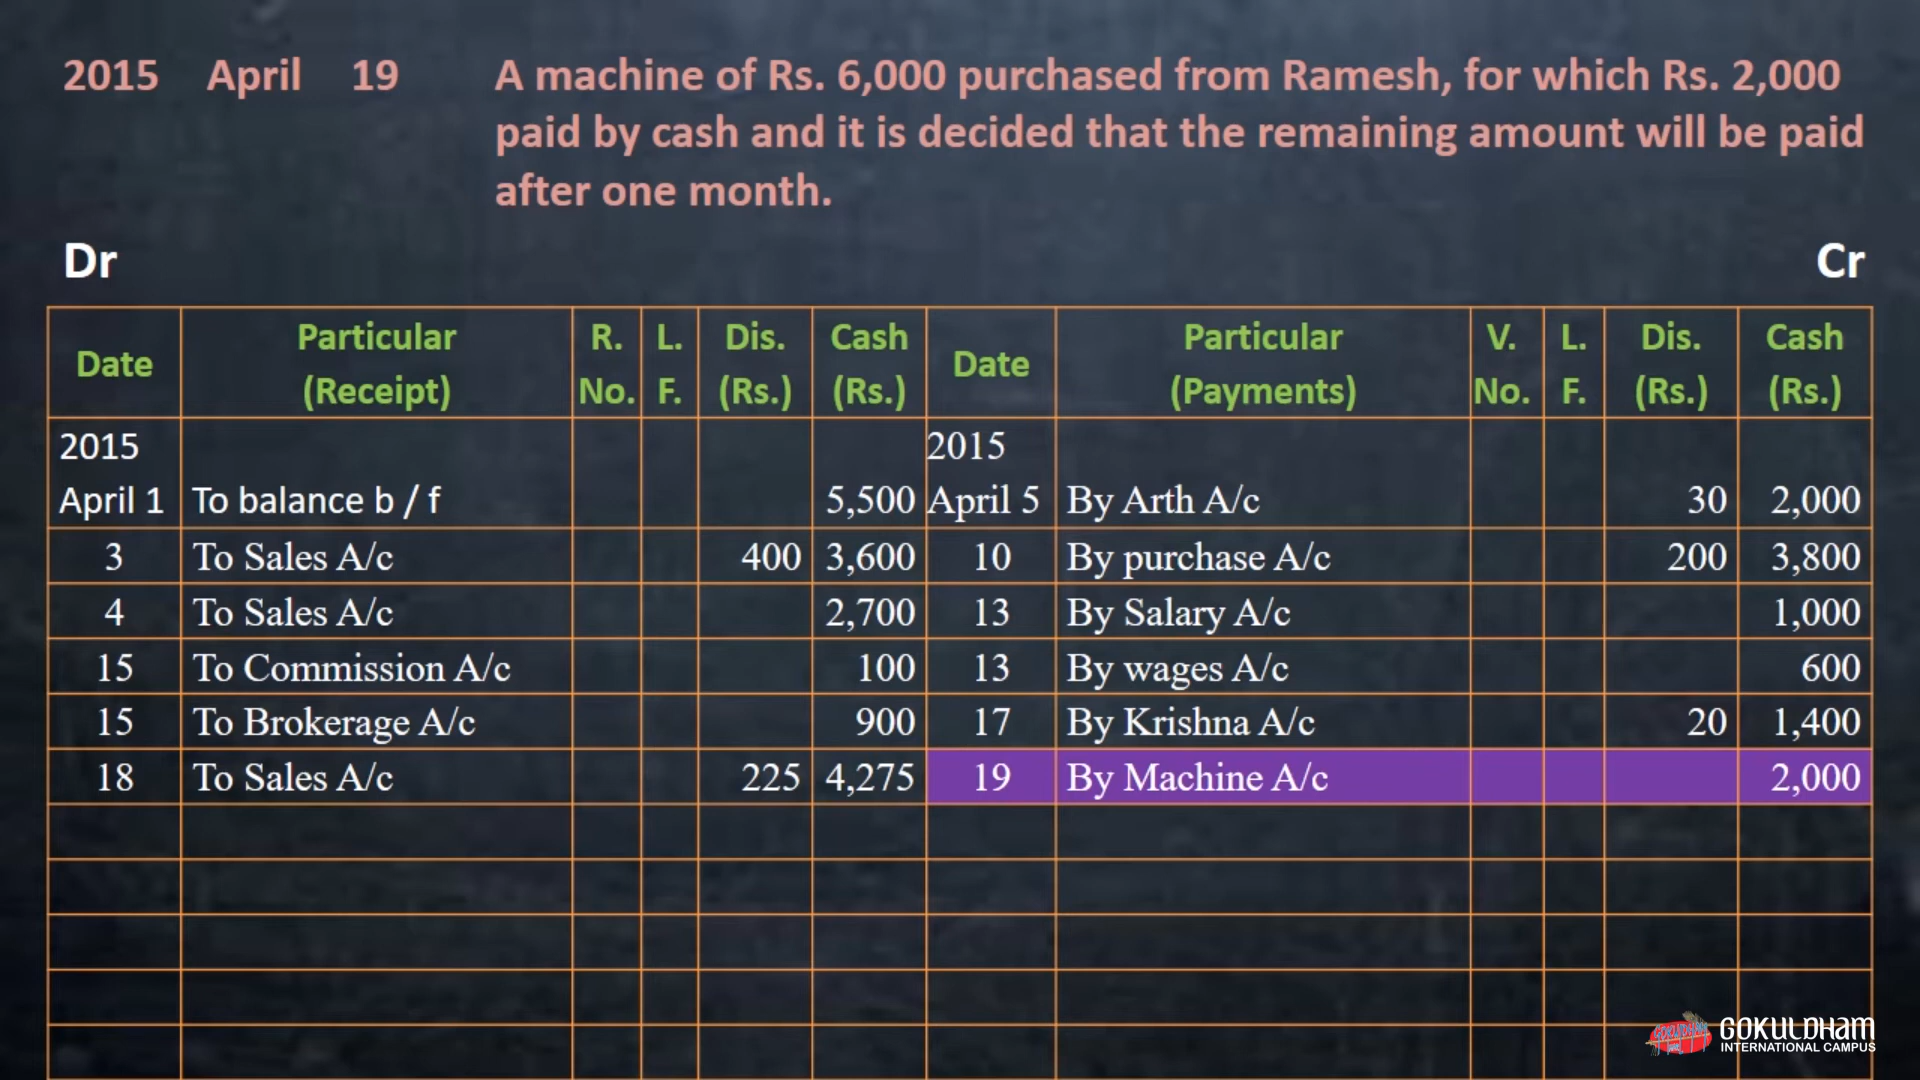 2015 April 19 A machine of Rs. 6,000 purchased from Ramesh, for which Rs. 2,000
paid by cash and it is decided that the remaining amount will be paid
after one month.
Dr Cr
Date Particular (Receipt) R. No. L. F. Dis. (Rs.) Cash (Rs.) Date Particular (Payments) V. No. L. F. Dis. (Rs.) Cash (Rs.)
2015 2015
April 1 To balance b / f 5,500 April 5 By Arth A/c 30 2,000
3 To Sales A/c 400 3,600 10 By purchase A/c 200 3,800
4 To Sales A/c 2,700 13 By Salary A/c 1,000
15 To Commission A/c 100 13 By wages A/c 600
15 To Brokerage A/c 900 17 By Krishna A/c 20 1,400
18 To Sales A/c 225 4,275 19 By Machine A/c 2,000
GOKULDHAM
INTERNATIONAL CAMPUS